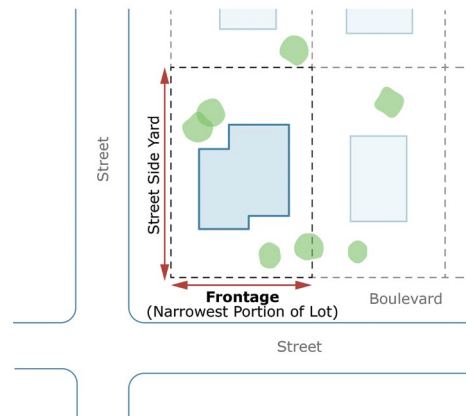 Street
Street Side Yard
Frontage
(Narrowest Portion of Lot)
Boulevard
Street